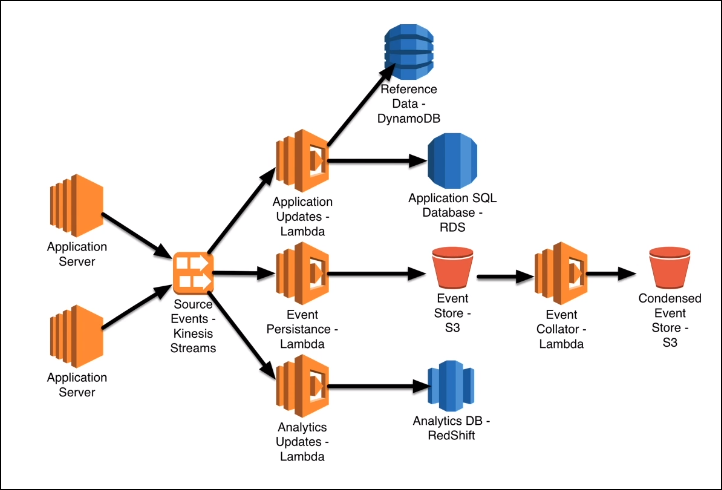 Reference
Data -
DynamoDB
Application
Updates -
Lambda
Application SQL
Database -
RDS
Application
Server
Source
Events -
Kinesis
Streams
Event
Persistance -
Lambda
Event
Store -
S3
Event
Collator -
Lambda
Condensed
Event
Store -
S3
Application
Server
Analytics
Updates -
Lambda
Analytics DB -
RedShift